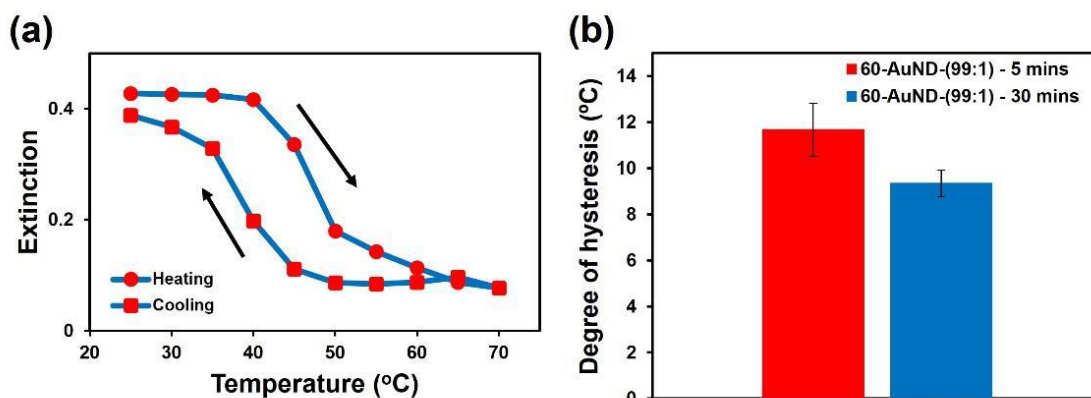 (a)
Extinction
0.4
0.2
0
Heating
Cooling
20 30 40 50 60 70
Temperature (ºC)
(b)
Degree of hysteresis (ºC)
14
12
10
8
6
4
2
0
60-AuND-(99:1) - 5 mins
60-AuND-(99:1) - 30 mins